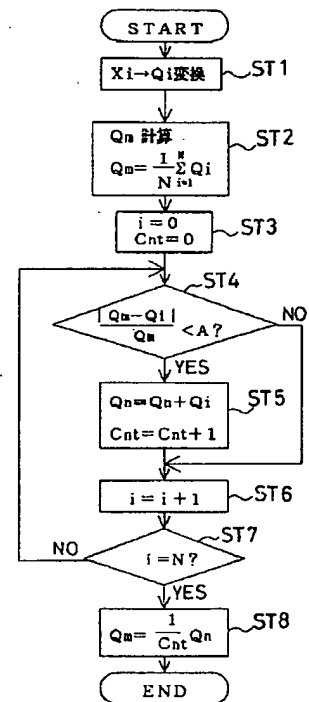 START
Xi→Qi変換 ST1
Qm 計算 ST2
Qm= 1/N N Σ i=1 Qi
i=0 ST3
Cnt=0
ST4
|Qm-Qi|/Qm <A? NO
YES
Qn=Qn+Qi ST5
Cnt=Cnt+1
i=i+1 ST6
ST7
NO i=N?
YES
Qm= 1/Cnt Qn ST8
END